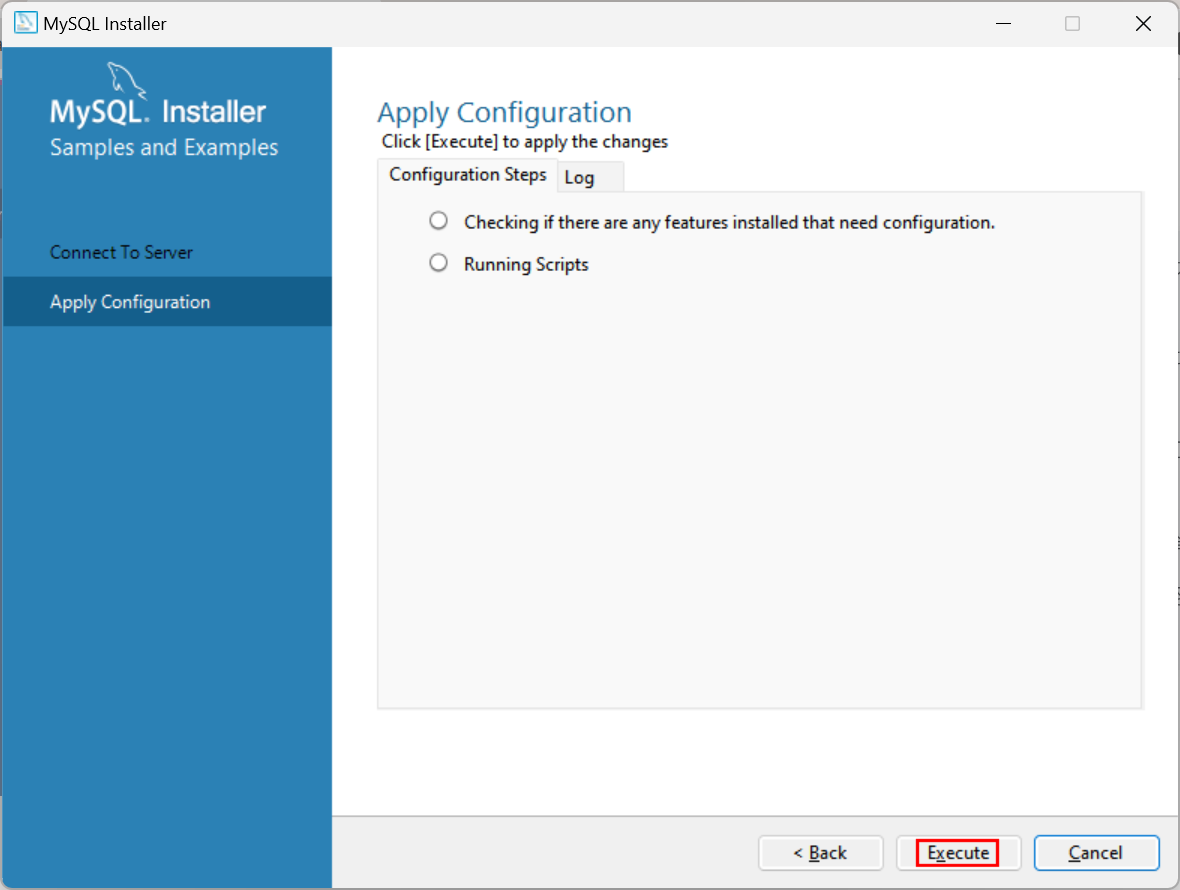 MySQL Installer
MySQL. Installer
Samples and Examples
Connect To Server
Apply Configuration
Apply Configuration
Click [Execute] to apply the changes
Configuration Steps
Log
Checking if there are any features installed that need configuration.
Running Scripts
< Back
Execute
Cancel